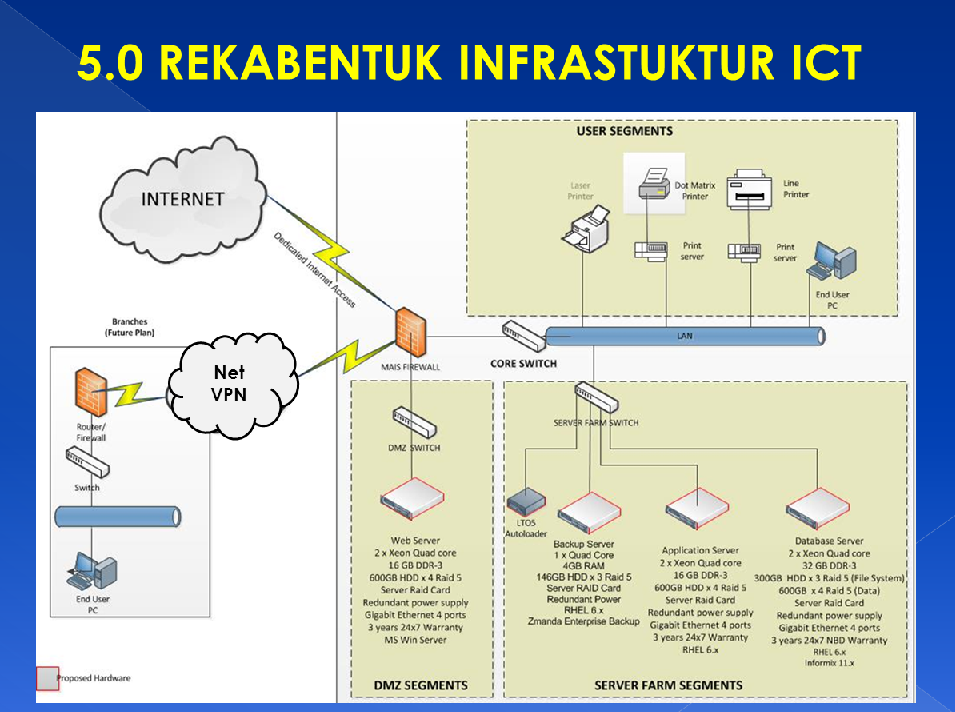 5.0 REKABENTUK INFRASTUKTUR ICT
INTERNET
Dedicated Internet Access
Branches
(Future Plan)
Net
VPN
Router/
Firewall
Switch
End User
PC
Proposed Hardware
MAIS FIREWALL
USER SEGMENTS
Laser
Printer
Dot Matrix
Printer
Line
Printer
Print
server
Print
server
End User
PC
CORE SWITCH
LAN
DMZ SWITCH
Web Server
2 x Xeon Quad core
16 GB DDR-3
600GB HDD x 4 Raid 5
Server Raid Card
Redundant power supply
Gigabit Ethernet 4 ports
3 years 24x7 Warranty
MS Win Server
DMZ SEGMENTS
SERVER FARM SWITCH
LTO5
Autoloader
Backup Server
1 x Quad Core
4GB RAM
146GB HDD x 3 Raid 5
Server RAID Card
Redundant Power
RHEL 6.x
Zmanda Enterprise Backup
Application Server
2 x Xeon Quad core
16 GB DDR-3
600GB HDD x 4 Raid 5
Server Raid Card
Redundant power supply
Gigabit Ethernet 4 ports
3 years 24x7 Warranty
RHEL 6.x
Database Server
2 x Xeon Quad core
32 GB DDR-3
300GB HDD x 3 Raid 5 (File System)
600GB x 4 Raid 5 (Data)
Server Raid Card
Redundant power supply
Gigabit Ethernet 4 ports
3 years 24x7 NBD Warranty
RHEL 6.x
Informix 11.x
SERVER FARM SEGMENTS